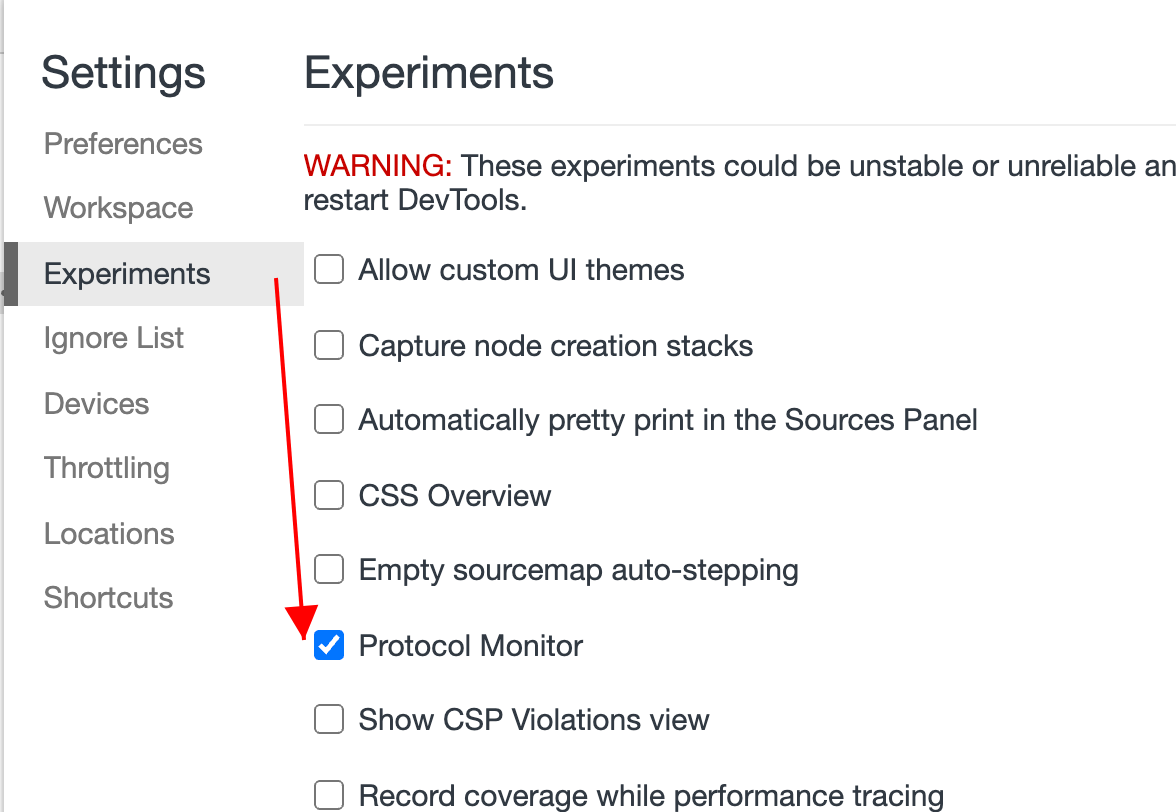 Settings
Preferences
Workspace
Experiments
Ignore List
Devices
Throttling
Locations
Shortcuts
Experiments
WARNING: These experiments could be unstable or unreliable an
restart DevTools.
Allow custom UI themes
Capture node creation stacks
Automatically pretty print in the Sources Panel
CSS Overview
Empty sourcemap auto-stepping
Protocol Monitor
Show CSP Violations view
Record coverage while performance tracing